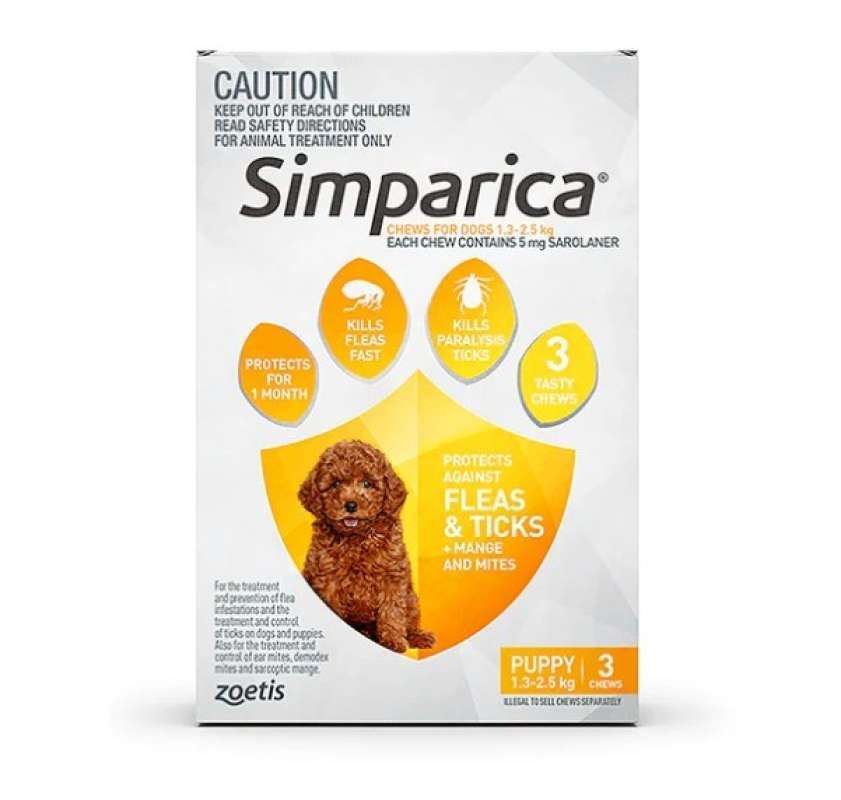 CAUTION
KEEP OUT OF REACH OF CHILDREN
READ SAFETY DIRECTIONS
FOR ANIMAL TREATMENT ONLY
Simparica®
CHEWS FOR DOGS 1.3-2.5 kg
EACH CHEW CONTAINS 5 mg SAROLANER
PROTECTS
FOR
1 MONTH
KILLS
FLEAS
FAST
KILLS
PARALYSIS
TICKS
3
TASTY
CHEWS
PROTECTS
AGAINST
FLEAS
& TICKS
+ MANGE
AND MITES
For the treatment
and prevention of flea
infestations and the
treatment and control
of ticks on dogs and puppies.
Also for the treatment and
control of ear mites, demodex
mites and sarcoptic mange.
zoetis
PUPPY
1.3-2.5 kg
3
CHEWS
ILLEGAL TO SELL CHEWS SEPARATELY